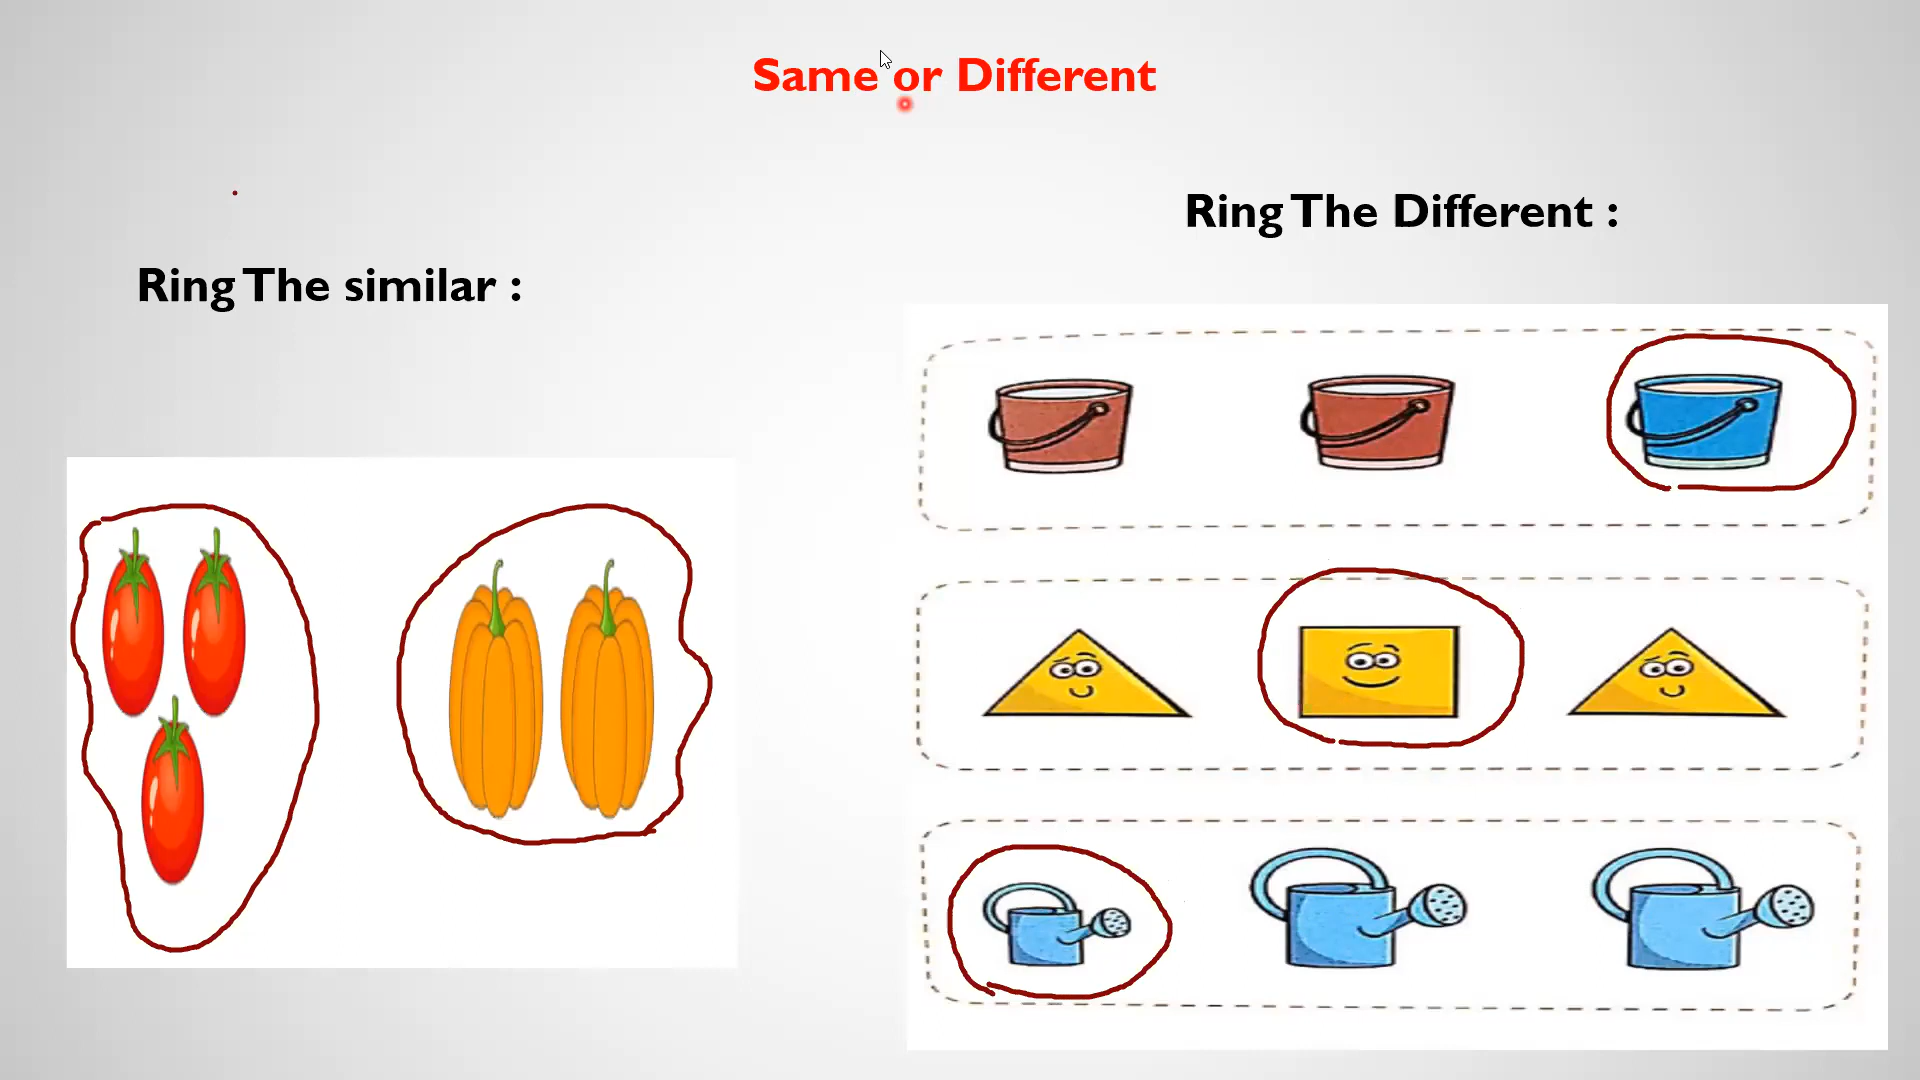 Same or Different
Ring The similar :
Ring The Different :